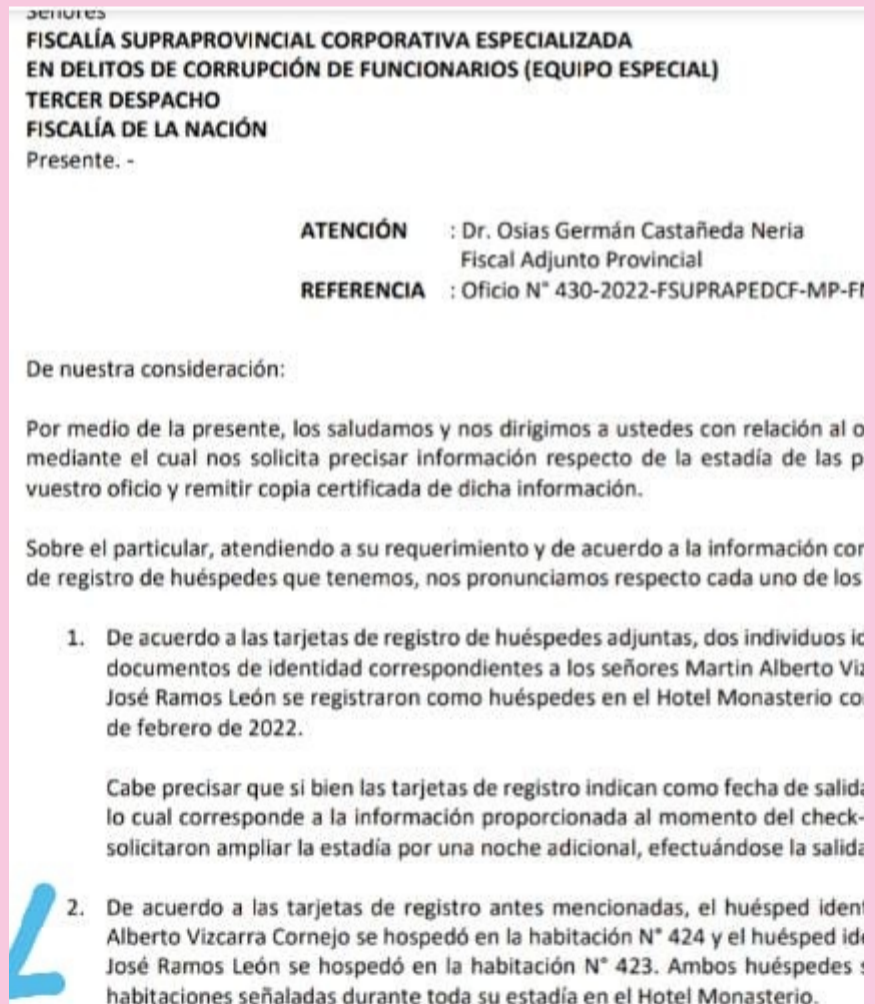 Señores
FISCALÍA SUPRAPROVINCIAL CORPORATIVA ESPECIALIZADA
EN DELITOS DE CORRUPCIÓN DE FUNCIONARIOS (EQUIPO ESPECIAL)
TERCER DESPACHO
FISCALÍA DE LA NACIÓN
Presente. -
ATENCIÓN : Dr. Osias Germán Castañeda Neria
Fiscal Adjunto Provincial
REFERENCIA : Oficio N° 430-2022-FSUPRAPEDCF-MP-F
De nuestra consideración:
Por medio de la presente, los saludamos y nos dirigimos a ustedes con relación al o
mediante el cual nos solicita precisar información respecto de la estadía de las p
vuestro oficio y remitir copia certificada de dicha información.
Sobre el particular, atendiendo a su requerimiento y de acuerdo a la información con
de registro de huéspedes que tenemos, nos pronunciamos respecto cada uno de los
1. De acuerdo a las tarjetas de registro de huéspedes adjuntas, dos individuos id
documentos de identidad correspondientes a los señores Martin Alberto Viz
José Ramos León se registraron como huéspedes en el Hotel Monasterio co
de febrero de 2022.
Cabe precisar que si bien las tarjetas de registro indican como fecha de salida
lo cual corresponde a la información proporcionada al momento del check-
solicitaron ampliar la estadía por una noche adicional, efectuándose la salida
2. De acuerdo a las tarjetas de registro antes mencionadas, el huésped ident
Alberto Vizcarra Cornejo se hospedó en la habitación N° 424 y el huésped ide
José Ramos León se hospedó en la habitación N° 423. Ambos huéspedes s
habitaciones señaladas durante toda su estadía en el Hotel Monasterio.